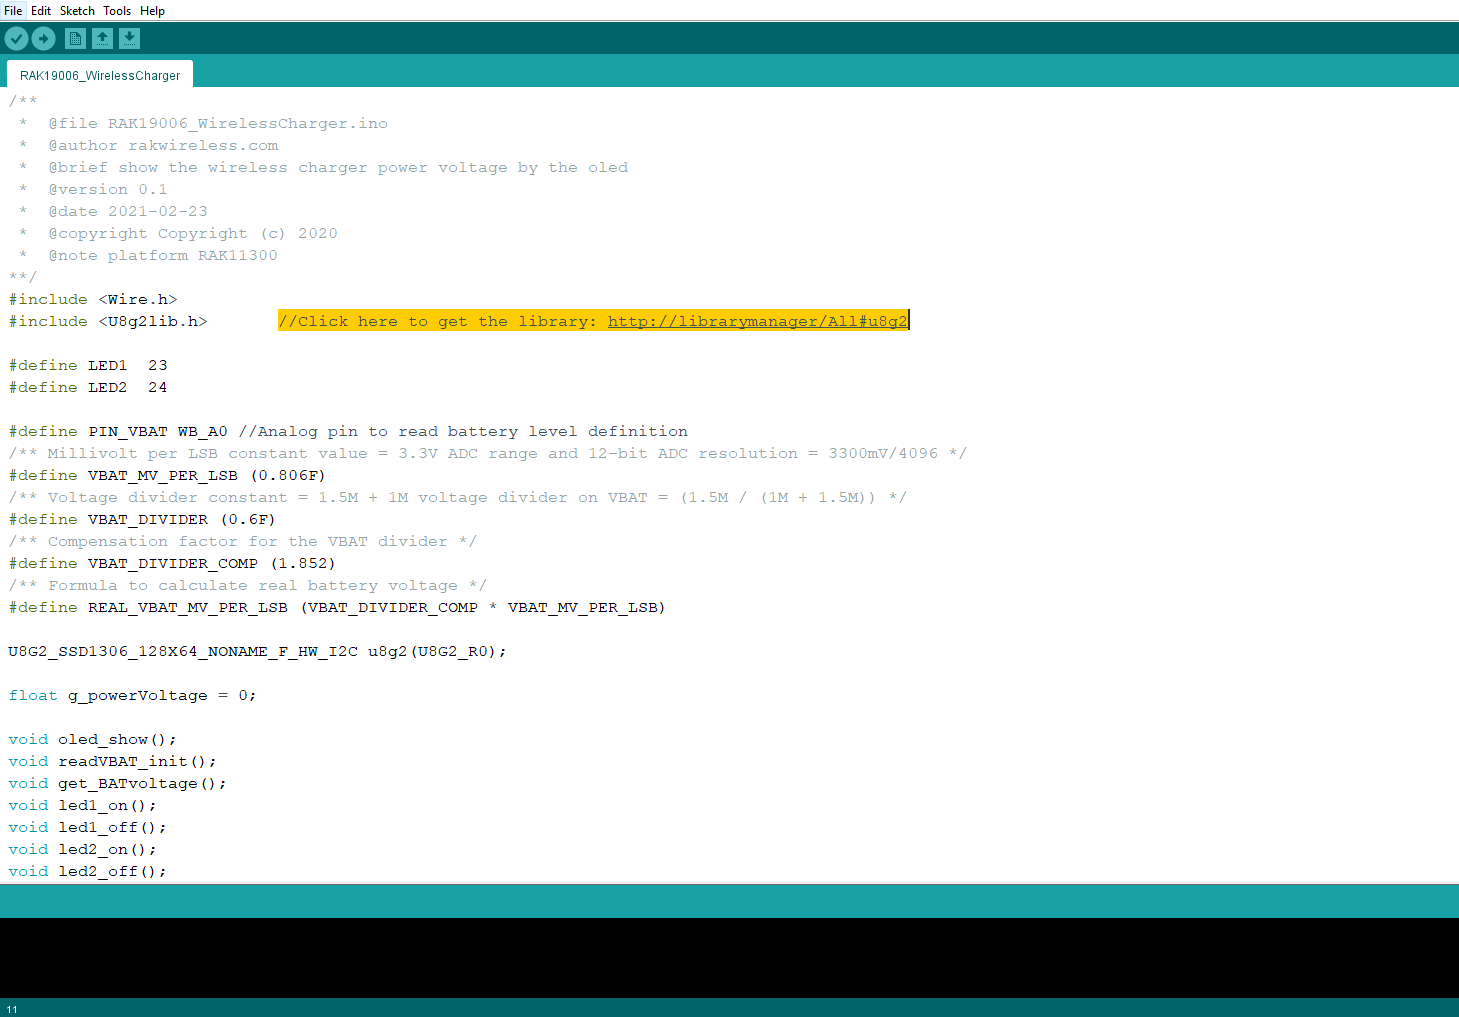 File Edit Sketch Tools Help
RAK19006_WirelessCharger
/**
 *  @file RAK19006_WirelessCharger.ino
 *  @author rakwireless.com
 *  @brief show the wireless charger power voltage by the oled
 *  @version 0.1
 *  @date 2021-02-23
 *  @copyright Copyright (c) 2020
 *  @note platform RAK11300
**/
#include <Wire.h>
#include <U8g2lib.h>       //Click here to get the library: http://librarymanager/All#u8g2
#define LED1  23
#define LED2  24
#define PIN_VBAT WB_A0 //Analog pin to read battery level definition
/** Millivolt per LSB constant value = 3.3V ADC range and 12-bit ADC resolution = 3300mV/4096 */
#define VBAT_MV_PER_LSB (0.806F)
/** Voltage divider constant = 1.5M + 1M voltage divider on VBAT = (1.5M / (1M + 1.5M)) */
#define VBAT_DIVIDER (0.6F)
/** Compensation factor for the VBAT divider */
#define VBAT_DIVIDER_COMP (1.852)
/** Formula to calculate real battery voltage */
#define REAL_VBAT_MV_PER_LSB (VBAT_DIVIDER_COMP * VBAT_MV_PER_LSB)
U8G2_SSD1306_128X64_NONAME_F_HW_I2C u8g2(U8G2_R0);
float g_powerVoltage = 0;
void oled_show();
void readVBAT_init();
void get_BATvoltage();
void led1_on();
void led1_off();
void led2_on();
void led2_off();
11